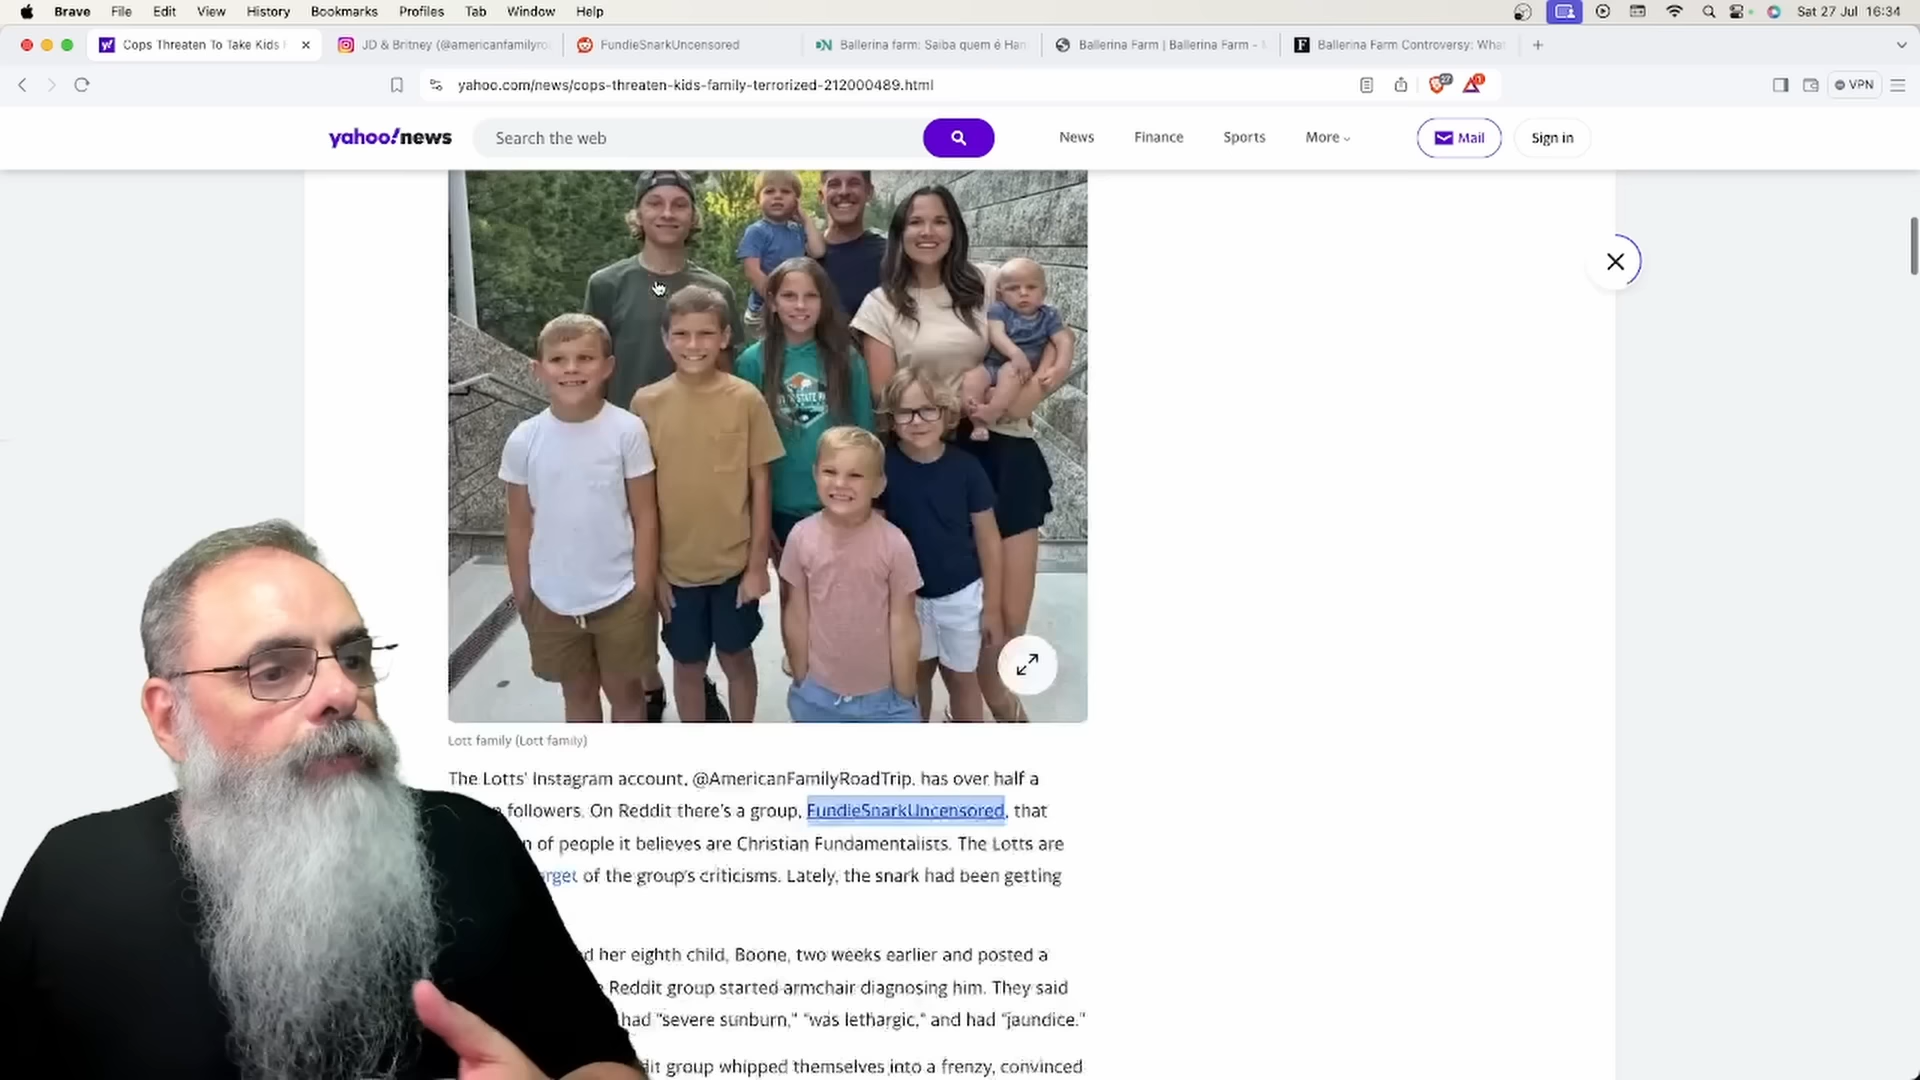 Brave File Edit View History Bookmarks Profiles Tab Window Help Sat 27 Jul 16:34
Cops Threaten To Take Kids JD & Britney (@americanfamilyro FundieSnarkUncensored Ballerina farm: Saiba quem é Han Ballerina Farm | Ballerina Farm - Ballerina Farm Controversy: Wha
yahoo.com/news/cops-threaten-kids-family-terrorized-212000489.html 27 1 VPN
yahoo!news Search the web News Finance Sports More Mail Sign in
STATE PA
Lott family (Lott family)
The Lotts' Instagram account, @AmericanFamilyRoadTrip, has over half a
followers. On Reddit there's a group, FundieSnarkUncensored, that
of people it believes are Christian Fundamentalists. The Lotts are
of the group's criticisms. Lately, the snark had been getting
her eighth child, Boone, two weeks earlier and posted a
Reddit group started armchair diagnosing him. They said
had "severe sunburn," "was lethargic," and had "jaundice."
group whipped themselves into a frenzy, convinced